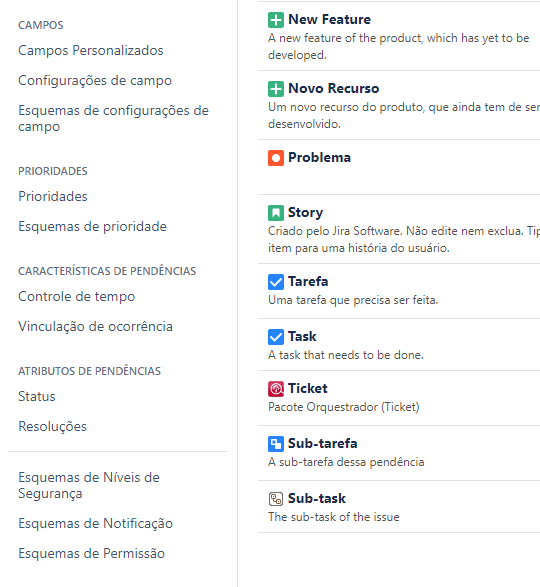 CAMPOS
Campos Personalizados
Configurações de campo
Esquemas de configurações de
campo
PRIORIDADES
Prioridades
Esquemas de prioridade
CARACTERÍSTICAS DE PENDÊNCIAS
Controle de tempo
Vinculação de ocorrência
ATRIBUTOS DE PENDÊNCIAS
Status
Resoluções
Esquemas de Níveis de
Segurança
Esquemas de Notificação
Esquemas de Permissão
New Feature
A new feature of the product, which has yet to be
developed.
Novo Recurso
Um novo recurso do produto, que ainda tem de ser
desenvolvido.
Problema
Story
Criado pelo Jira Software. Não edite nem exclua. Tip
item para uma história do usuário.
Tarefa
Uma tarefa que precisa ser feita.
Task
A task that needs to be done.
Ticket
Pacote Orquestrador (Ticket)
Sub-tarefa
A sub-tarefa dessa pendência
Sub-task
The sub-task of the issue